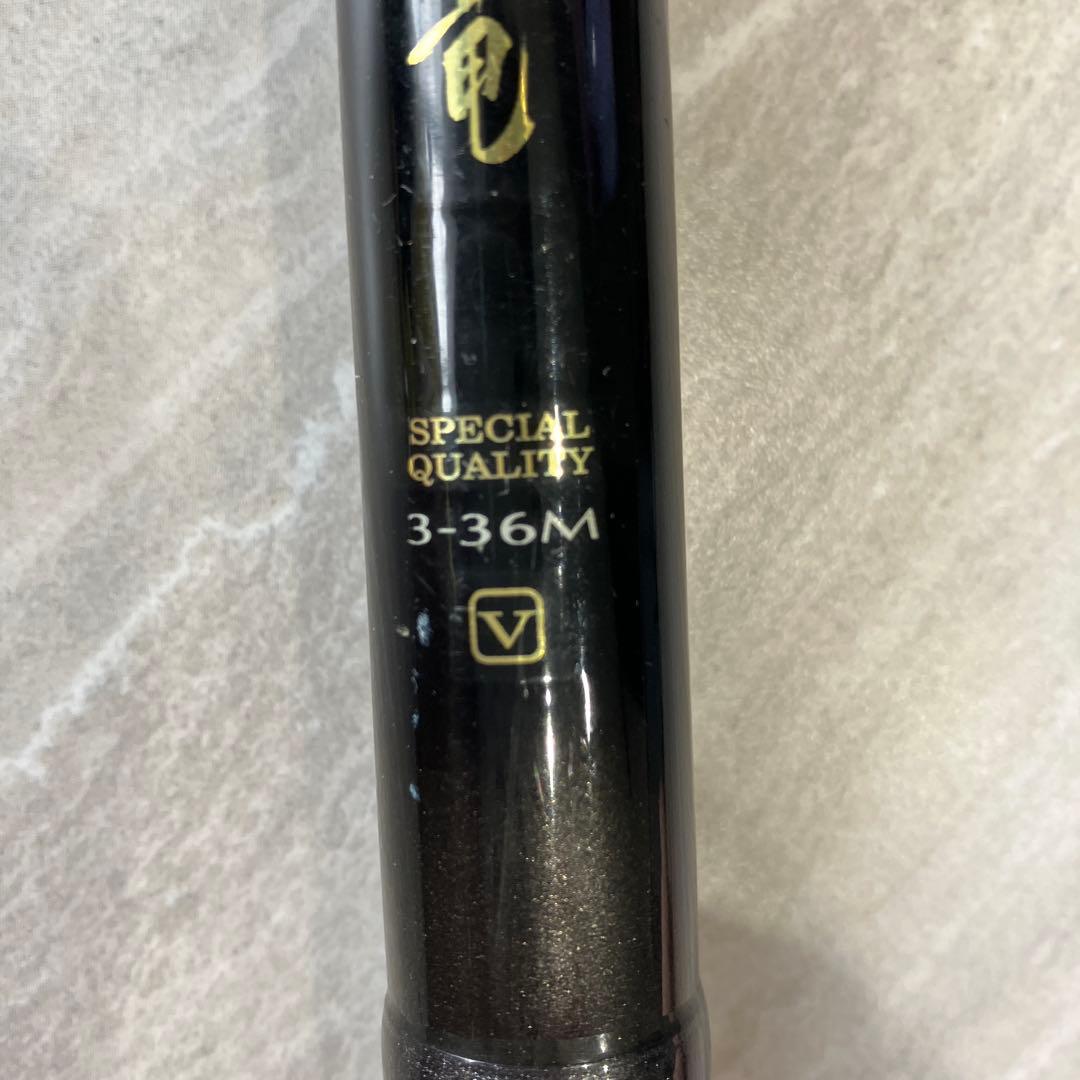 竜
SPECIAL
QUALITY
3-36M
V